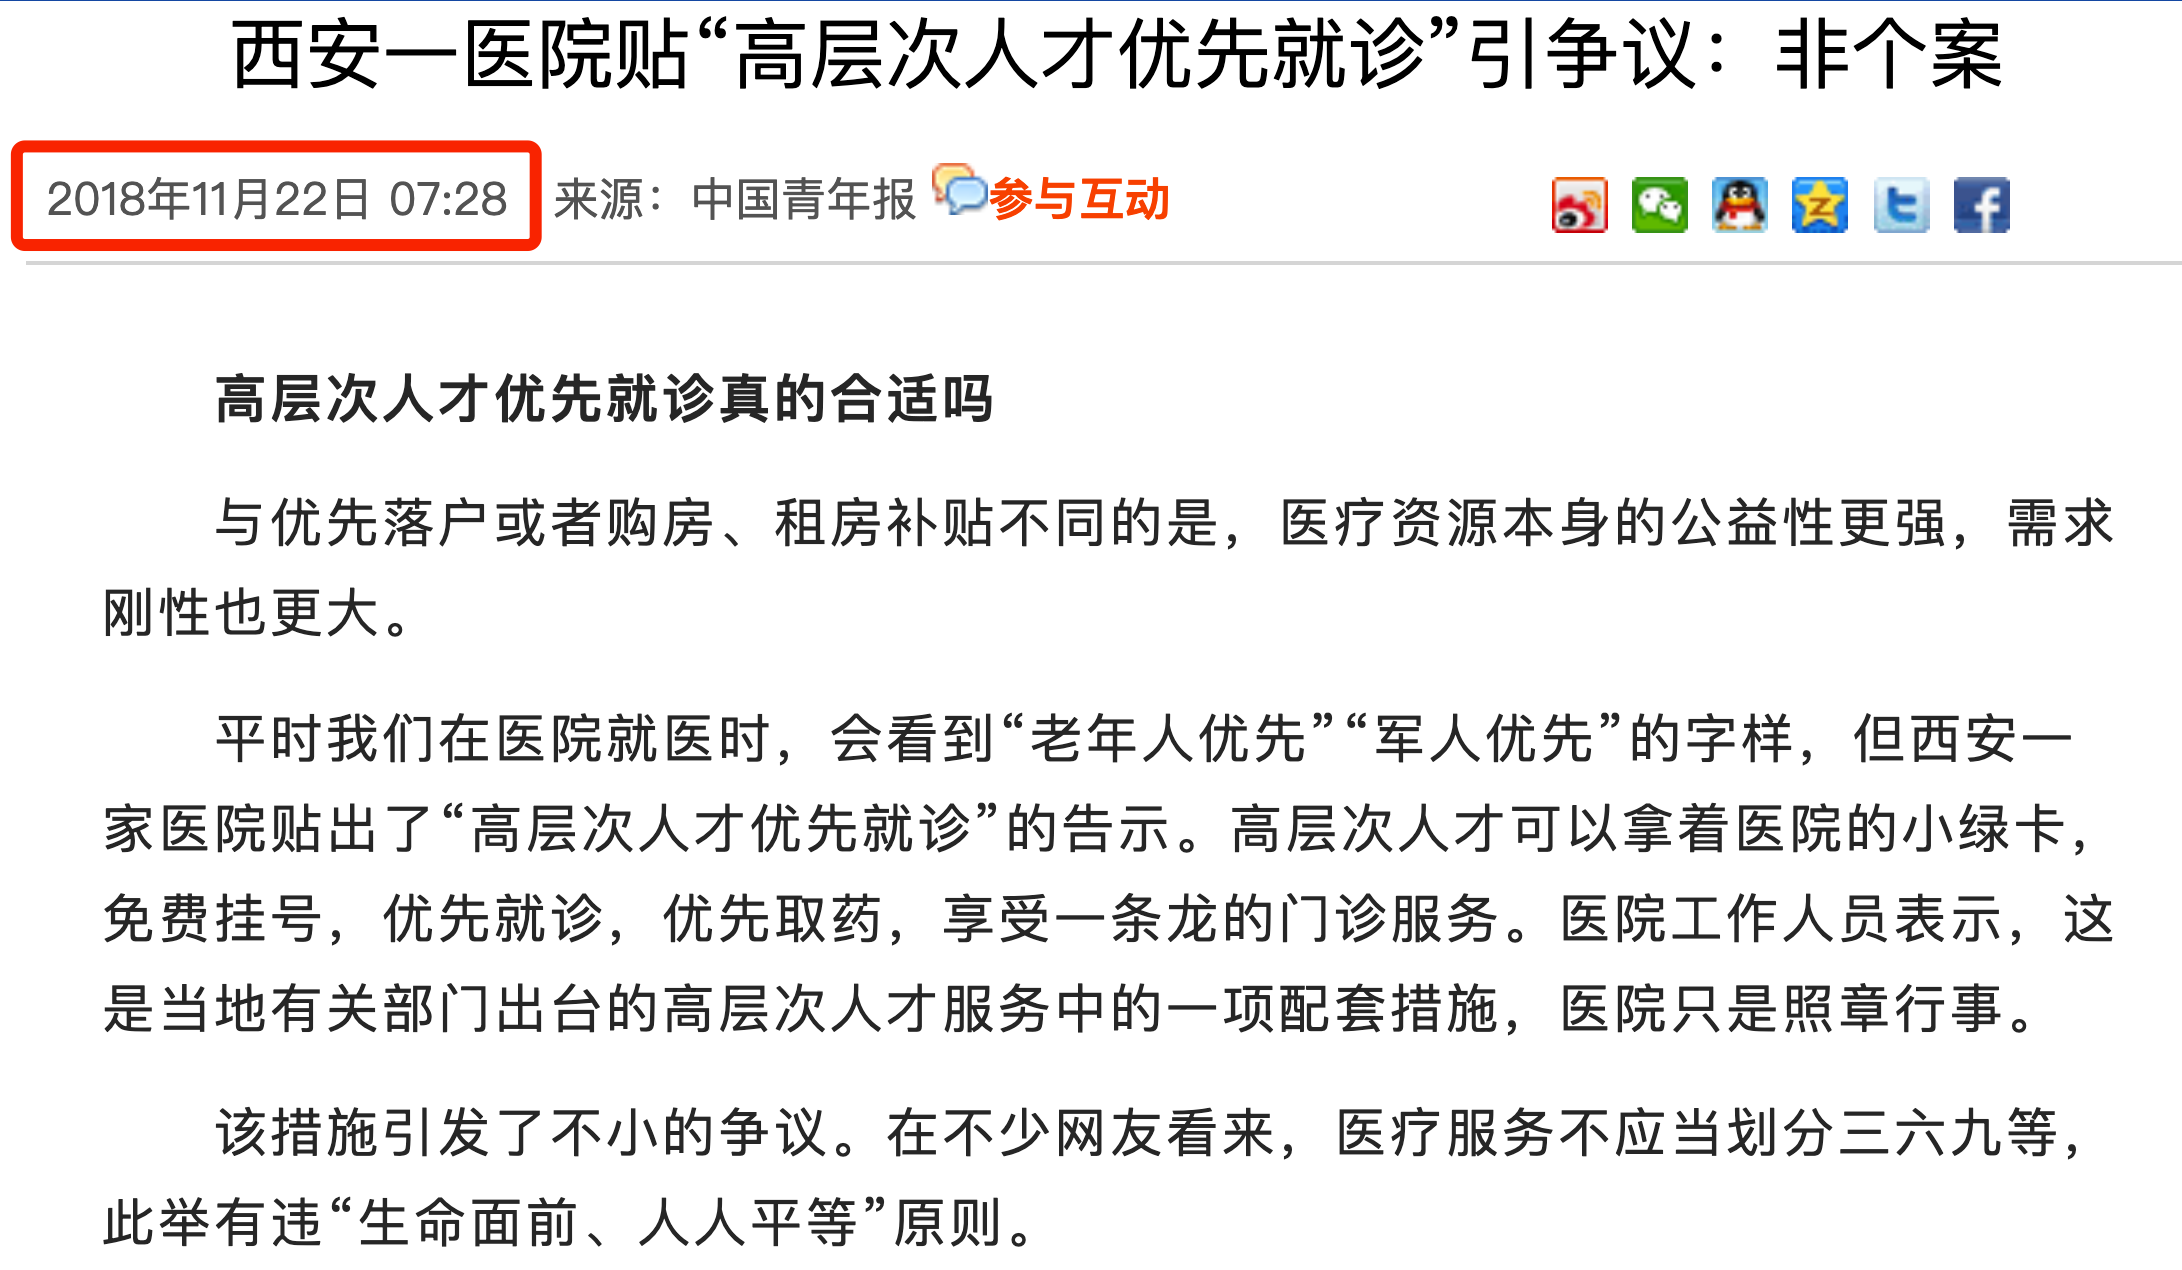 西安一医院贴“高层次人才优先就诊”引争议：非个案
2018年11月22日 07:28 来源：中国青年报 参与互动
高层次人才优先就诊真的合适吗
与优先落户或者购房、租房补贴不同的是，医疗资源本身的公益性更强，需求
刚性也更大。
平时我们在医院就医时，会看到“老年人优先”“军人优先”的字样，但西安一
家医院贴出了“高层次人才优先就诊”的告示。高层次人才可以拿着医院的小绿卡，
免费挂号，优先就诊，优先取药，享受一条龙的门诊服务。医院工作人员表示，这
是当地有关部门出台的高层次人才服务中的一项配套措施，医院只是照章行事。
该措施引发了不小的争议。在不少网友看来，医疗服务不应当划分三六九等，
此举有违“生命面前、人人平等”原则。